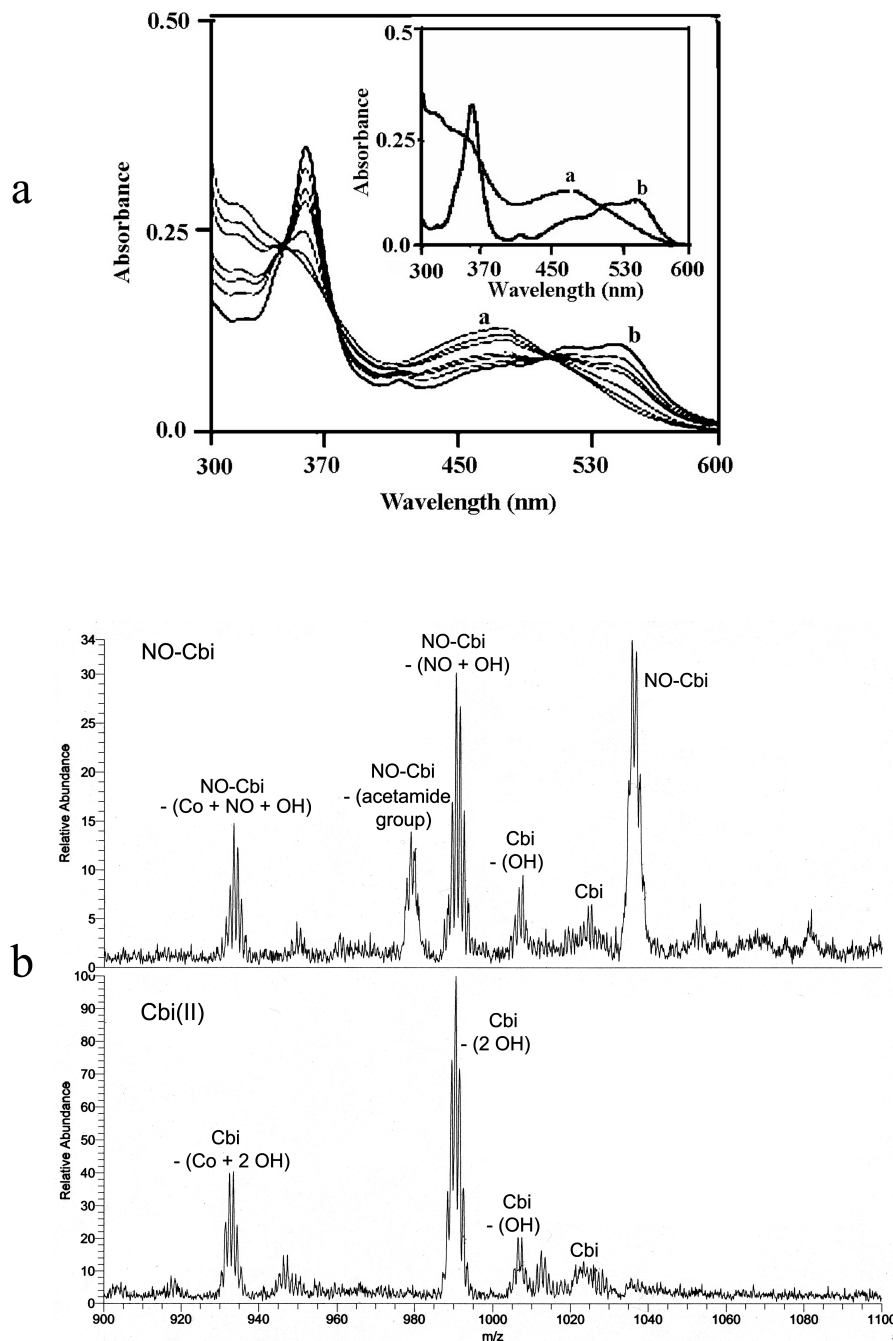 a
0.50
0.25
0.0
Absorbance
300
370
450
530
600
Wavelength (nm)
a
b
0.5
0.25
0.0
Absorbance
300
370
450
530
600
Wavelength (nm)
a
b
b
NO-Cbi
34
30
25
20
15
10
5
0
Relative Abundance
NO-Cbi
- (Co + NO + OH)
NO-Cbi
- (acetamide
group)
NO-Cbi
- (NO + OH)
Cbi
- (OH)
Cbi
NO-Cbi
Cbi(II)
100
90
80
70
60
50
40
30
20
10
0
Relative Abundance
Cbi
- (Co + 2 OH)
Cbi
- (2 OH)
Cbi
- (OH)
Cbi
900
920
940
960
980
1000
1020
1040
1060
1080
1100
m/z